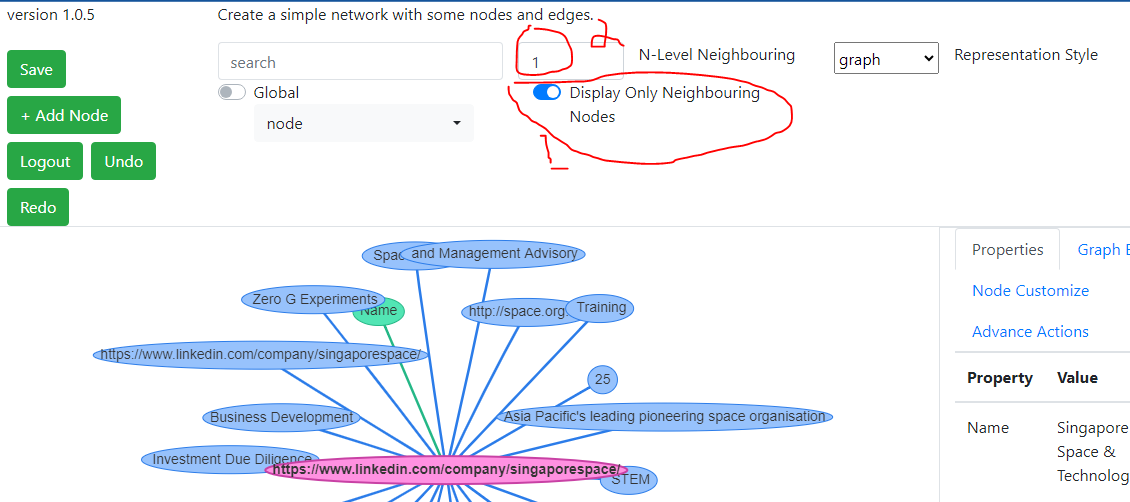 version 1.0.5
Create a simple network with some nodes and edges.
2
Save
search
1
N-Level Neighbouring
graph
Representation Style
Global
Display Only Neighbouring
Nodes
+ Add Node
node
1
Logout
Undo
Redo
Properties
Graph E
Node Customize
Advance Actions
Property
Value
Name
Singapore
Space &
Technolog
Spac
and Management Advisory
Zero G Experiments
Name
http://space.org
Training
https://www.linkedin.com/company/singaporespace/
25
Business Development
Asia Pacific's leading pioneering space organisation
Investment Due Diligence
https://www.linkedin.com/company/singaporespace/
STEM